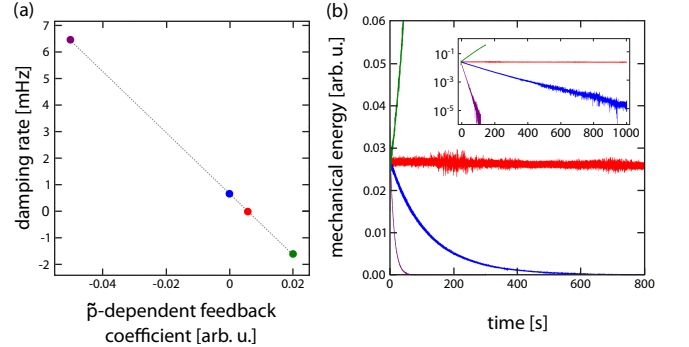 (a)
7
6
5
4
3
2
1
0
-1
-2
damping rate [mHz]
-0.04 -0.02 0 0.02
p̃-dependent feedback
coefficient [arb. u.]
(b)
0.06
0.05
0.04
0.03
0.02
0.01
0.00
mechanical energy [arb. u.]
10⁻¹
10⁻³
10⁻⁵
0 200 400 600 800 1000
0 200 400 600 800
time [s]